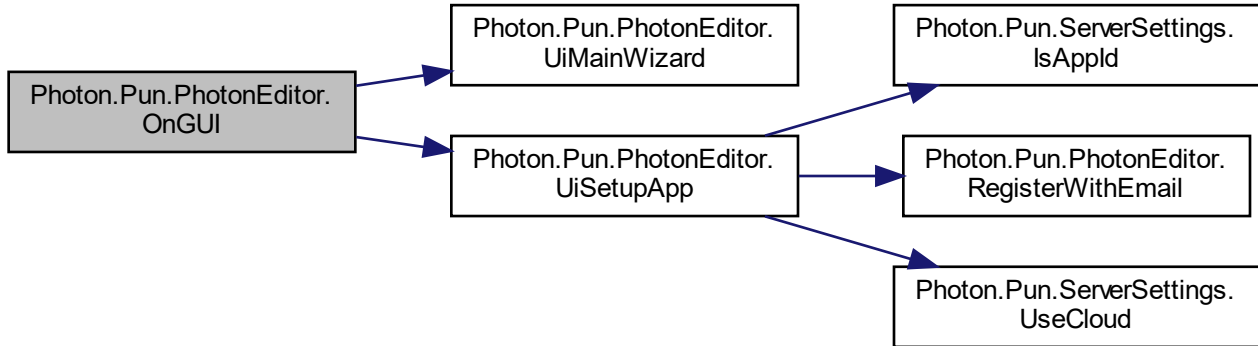 Photon.Pun.PhotonEditor.
OnGUI
Photon.Pun.PhotonEditor.
UiMainWizard
Photon.Pun.PhotonEditor.
UiSetupApp
Photon.Pun.ServerSettings.
IsAppId
Photon.Pun.PhotonEditor.
RegisterWithEmail
Photon.Pun.ServerSettings.
UseCloud